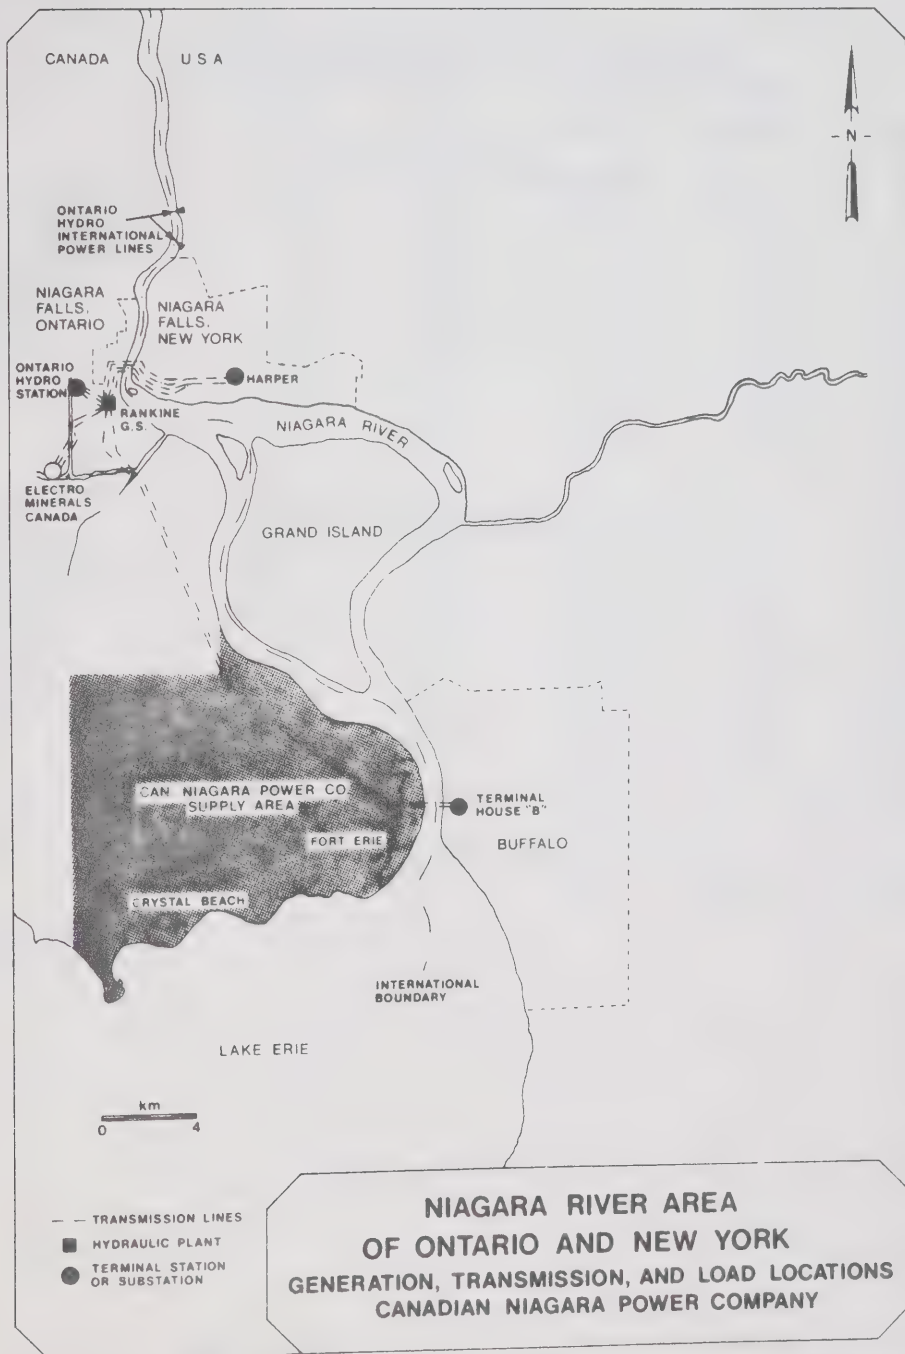 CANADA
USA
- N -
ONTARIO
HYDRO
INTERNATIONAL
POWER LINES
NIAGARA
FALLS,
ONTARIO
NIAGARA
FALLS,
NEW YORK
ONTARIO
HYDRO
STATION
HARPER
RANKINE
G.S.
NIAGARA RIVER
ELECTRO
MINERALS
CANADA
GRAND ISLAND
CAN. NIAGARA POWER CO.
SUPPLY AREA
TERMINAL
HOUSE "B"
FORT ERIE
BUFFALO
CRYSTAL BEACH
INTERNATIONAL
BOUNDARY
LAKE ERIE
km
0 4
TRANSMISSION LINES
HYDRAULIC PLANT
TERMINAL STATION
OR SUBSTATION
NIAGARA RIVER AREA
OF ONTARIO AND NEW YORK
GENERATION, TRANSMISSION, AND LOAD LOCATIONS
CANADIAN NIAGARA POWER COMPANY